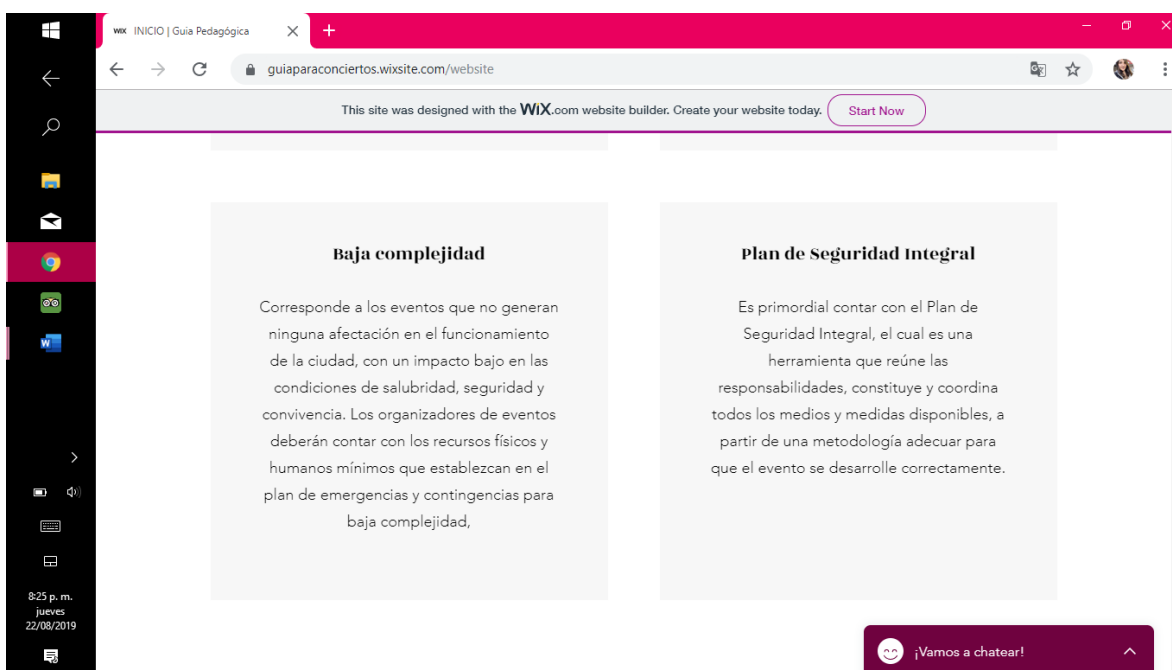 WIX INICIO | Guia Pedagógica
guiaparaconciertos.wixsite.com/website
This site was designed with the WiX.com website builder. Create your website today. Start Now
Baja complejidad
Corresponde a los eventos que no generan
ninguna afectación en el funcionamiento
de la ciudad, con un impacto bajo en las
condiciones de salubridad, seguridad y
convivencia. Los organizadores de eventos
deberán contar con los recursos físicos y
humanos mínimos que establezcan en el
plan de emergencias y contingencias para
baja complejidad,
Plan de Seguridad Integral
Es primordial contar con el Plan de
Seguridad Integral, el cual es una
herramienta que reúne las
responsabilidades, constituye y coordina
todos los medios y medidas disponibles, a
partir de una metodología adecuar para
que el evento se desarrolle correctamente.
8:25 p. m.
jueves
22/08/2019
¡Vamos a chatear!